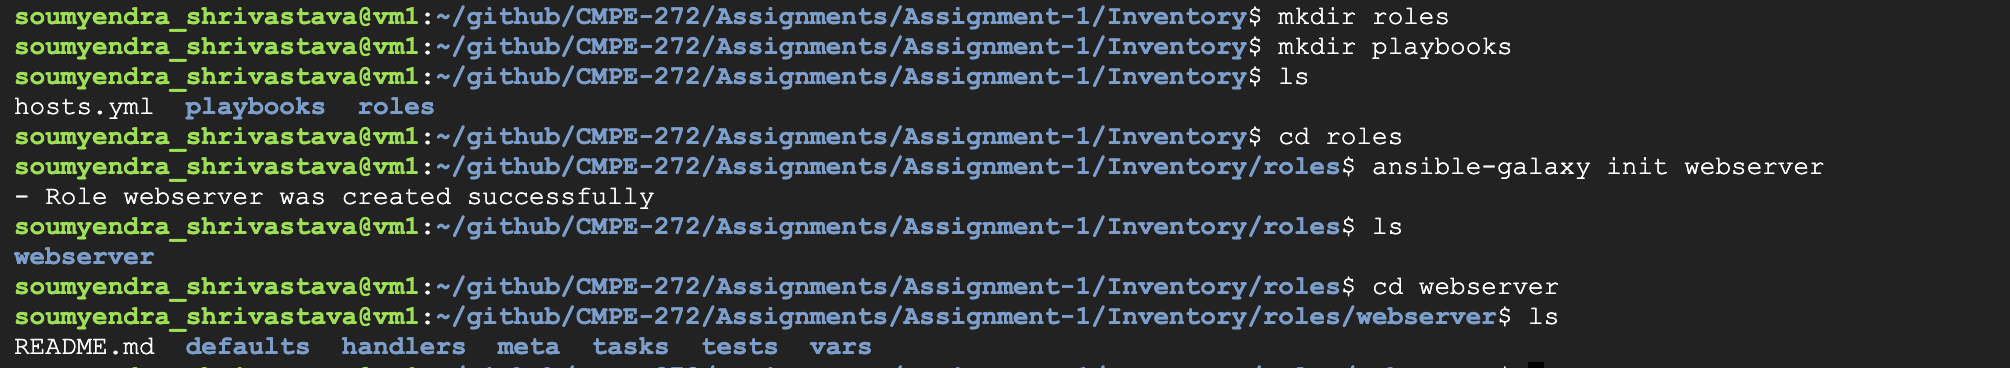 soumyendra_shrivastava@vm1:~/github/CMPE-272/Assignments/Assignment-1/Inventory$ mkdir roles
soumyendra_shrivastava@vm1:~/github/CMPE-272/Assignments/Assignment-1/Inventory$ mkdir playbooks
soumyendra_shrivastava@vm1:~/github/CMPE-272/Assignments/Assignment-1/Inventory$ ls
hosts.yml  playbooks  roles
soumyendra_shrivastava@vm1:~/github/CMPE-272/Assignments/Assignment-1/Inventory$ cd roles
soumyendra_shrivastava@vm1:~/github/CMPE-272/Assignments/Assignment-1/Inventory/roles$ ansible-galaxy init webserver
- Role webserver was created successfully
soumyendra_shrivastava@vm1:~/github/CMPE-272/Assignments/Assignment-1/Inventory/roles$ ls
webserver
soumyendra_shrivastava@vm1:~/github/CMPE-272/Assignments/Assignment-1/Inventory/roles$ cd webserver
soumyendra_shrivastava@vm1:~/github/CMPE-272/Assignments/Assignment-1/Inventory/roles/webserver$ ls
README.md  defaults  handlers  meta  tasks  tests  vars